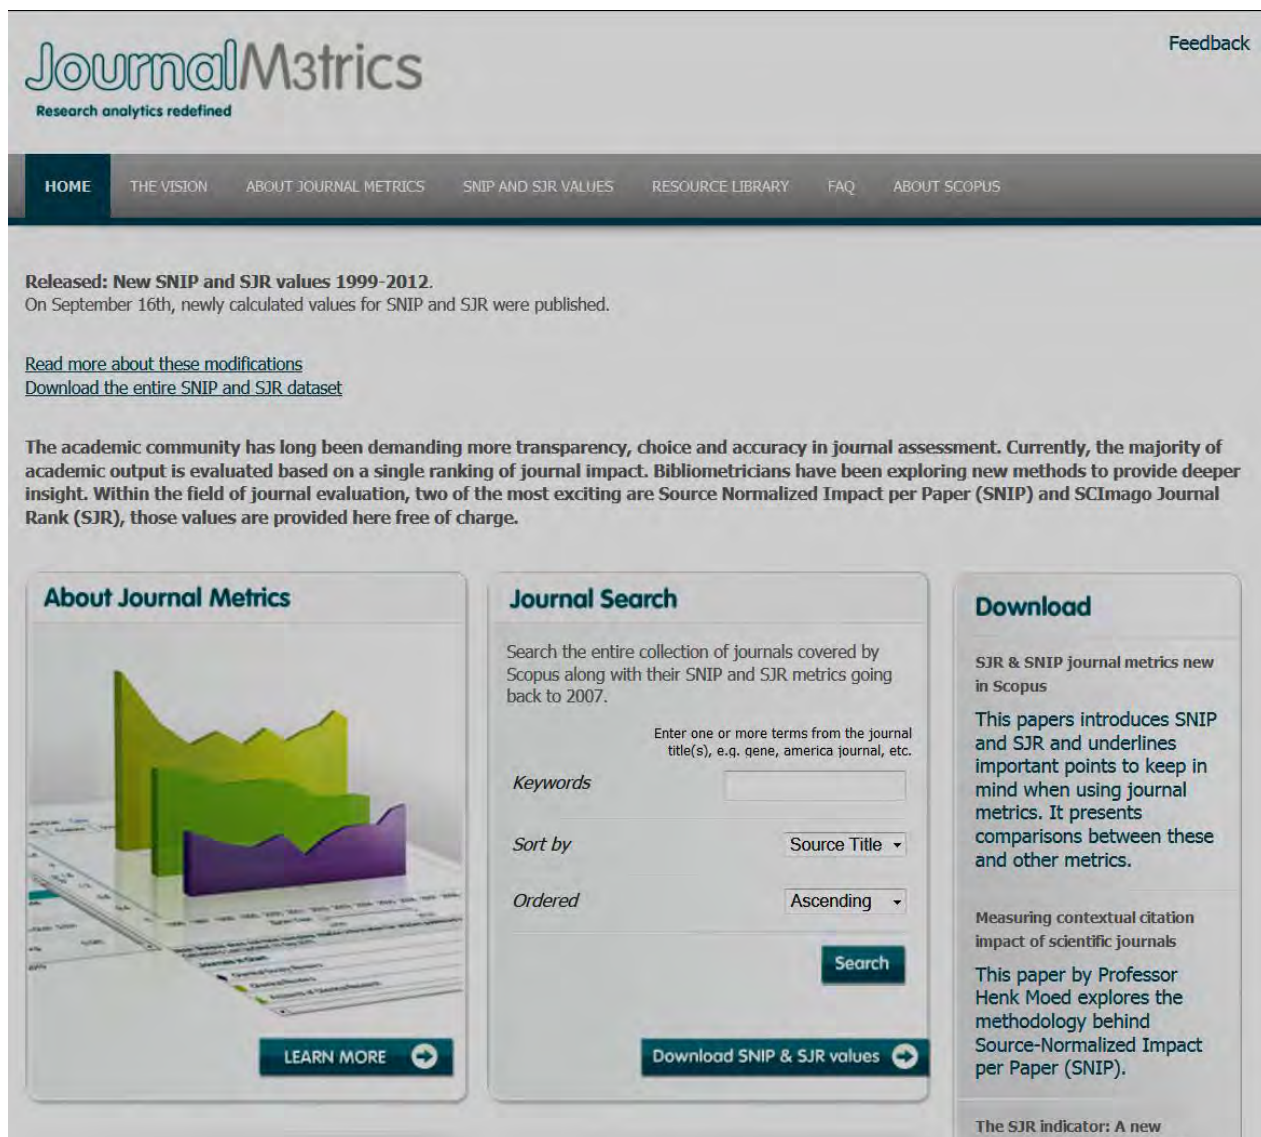 JournalM3trics
Research analytics redefined
Feedback
HOME THE VISION ABOUT JOURNAL METRICS SNIP AND SJR VALUES RESOURCE LIBRARY FAQ ABOUT SCOPUS
Released: New SNIP and SJR values 1999-2012.
On September 16th, newly calculated values for SNIP and SJR were published.
Read more about these modifications
Download the entire SNIP and SJR dataset
The academic community has long been demanding more transparency, choice and accuracy in journal assessment. Currently, the majority of
academic output is evaluated based on a single ranking of journal impact. Bibliometricians have been exploring new methods to provide deeper
insight. Within the field of journal evaluation, two of the most exciting are Source Normalized Impact per Paper (SNIP) and SCImago Journal
Rank (SJR), those values are provided here free of charge.
About Journal Metrics
LEARN MORE
Journal Search
Search the entire collection of journals covered by
Scopus along with their SNIP and SJR metrics going
back to 2007.
Enter one or more terms from the journal
title(s), e.g. gene, america journal, etc.
Keywords
Sort by Source Title
Ordered Ascending
Search
Download SNIP & SJR values
Download
SJR & SNIP journal metrics new
in Scopus
This papers introduces SNIP
and SJR and underlines
important points to keep in
mind when using journal
metrics. It presents
comparisons between these
and other metrics.
Measuring contextual citation
impact of scientific journals
This paper by Professor
Henk Moed explores the
methodology behind
Source-Normalized Impact
per Paper (SNIP).
The SJR indicator: A new